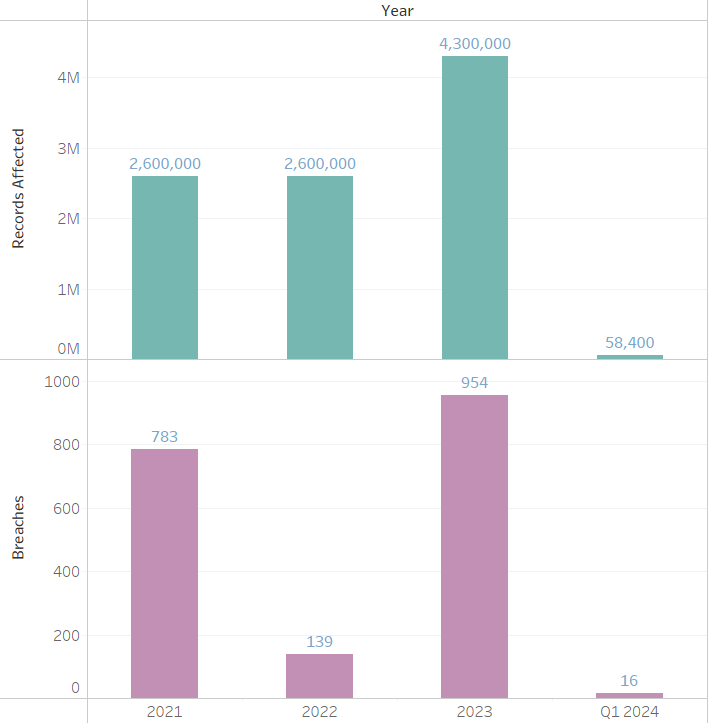 Year
4,300,000
4M
Records Affected
3M
2,600,000 2,600,000
2M
1M
58,400
0M
1000
954
783
800
Breaches
600
400
200
139
16
0
2021 2022 2023 Q1 2024